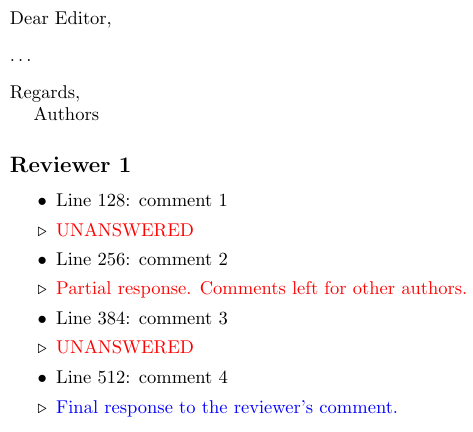 Dear Editor,
...
Regards,
Authors
Reviewer 1
• Line 128: comment 1
▷ UNANSWERED
• Line 256: comment 2
▷ Partial response. Comments left for other authors.
• Line 384: comment 3
▷ UNANSWERED
• Line 512: comment 4
▷ Final response to the reviewer's comment.